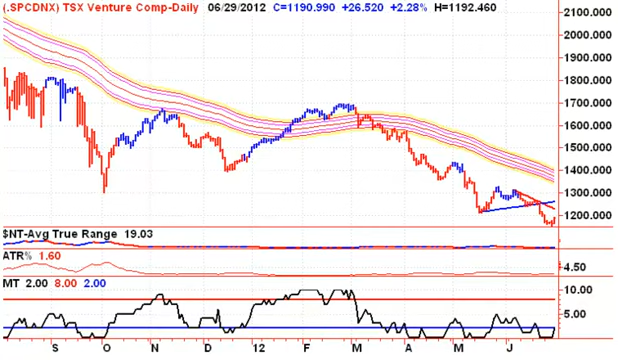 (.SPCDNX) TSX Venture Comp-Daily 06/29/2012 C=1190.990 +26.520 +2.28% H=1192.460
2100.000
2000.000
1900.000
1800.000
1700.000
1600.000
1500.000
1400.000
1300.000
1200.000
$NT-Avg True Range 19.03
ATR% 1.60
4.50
MT 2.00 8.00 2.00
10.00
5.00
S O N D 12 F M A M J